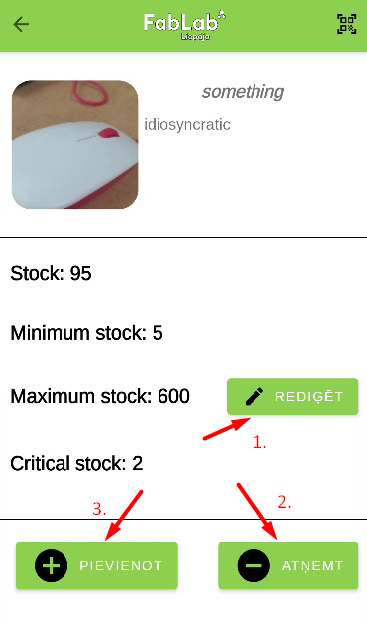 FabLab
Liepāja
something
idiosyncratic
Stock: 95
Minimum stock: 5
Maximum stock: 600
REDIĢĒT
1.
Critical stock: 2
2.
3.
PIEVIENOT
ATŅEMT